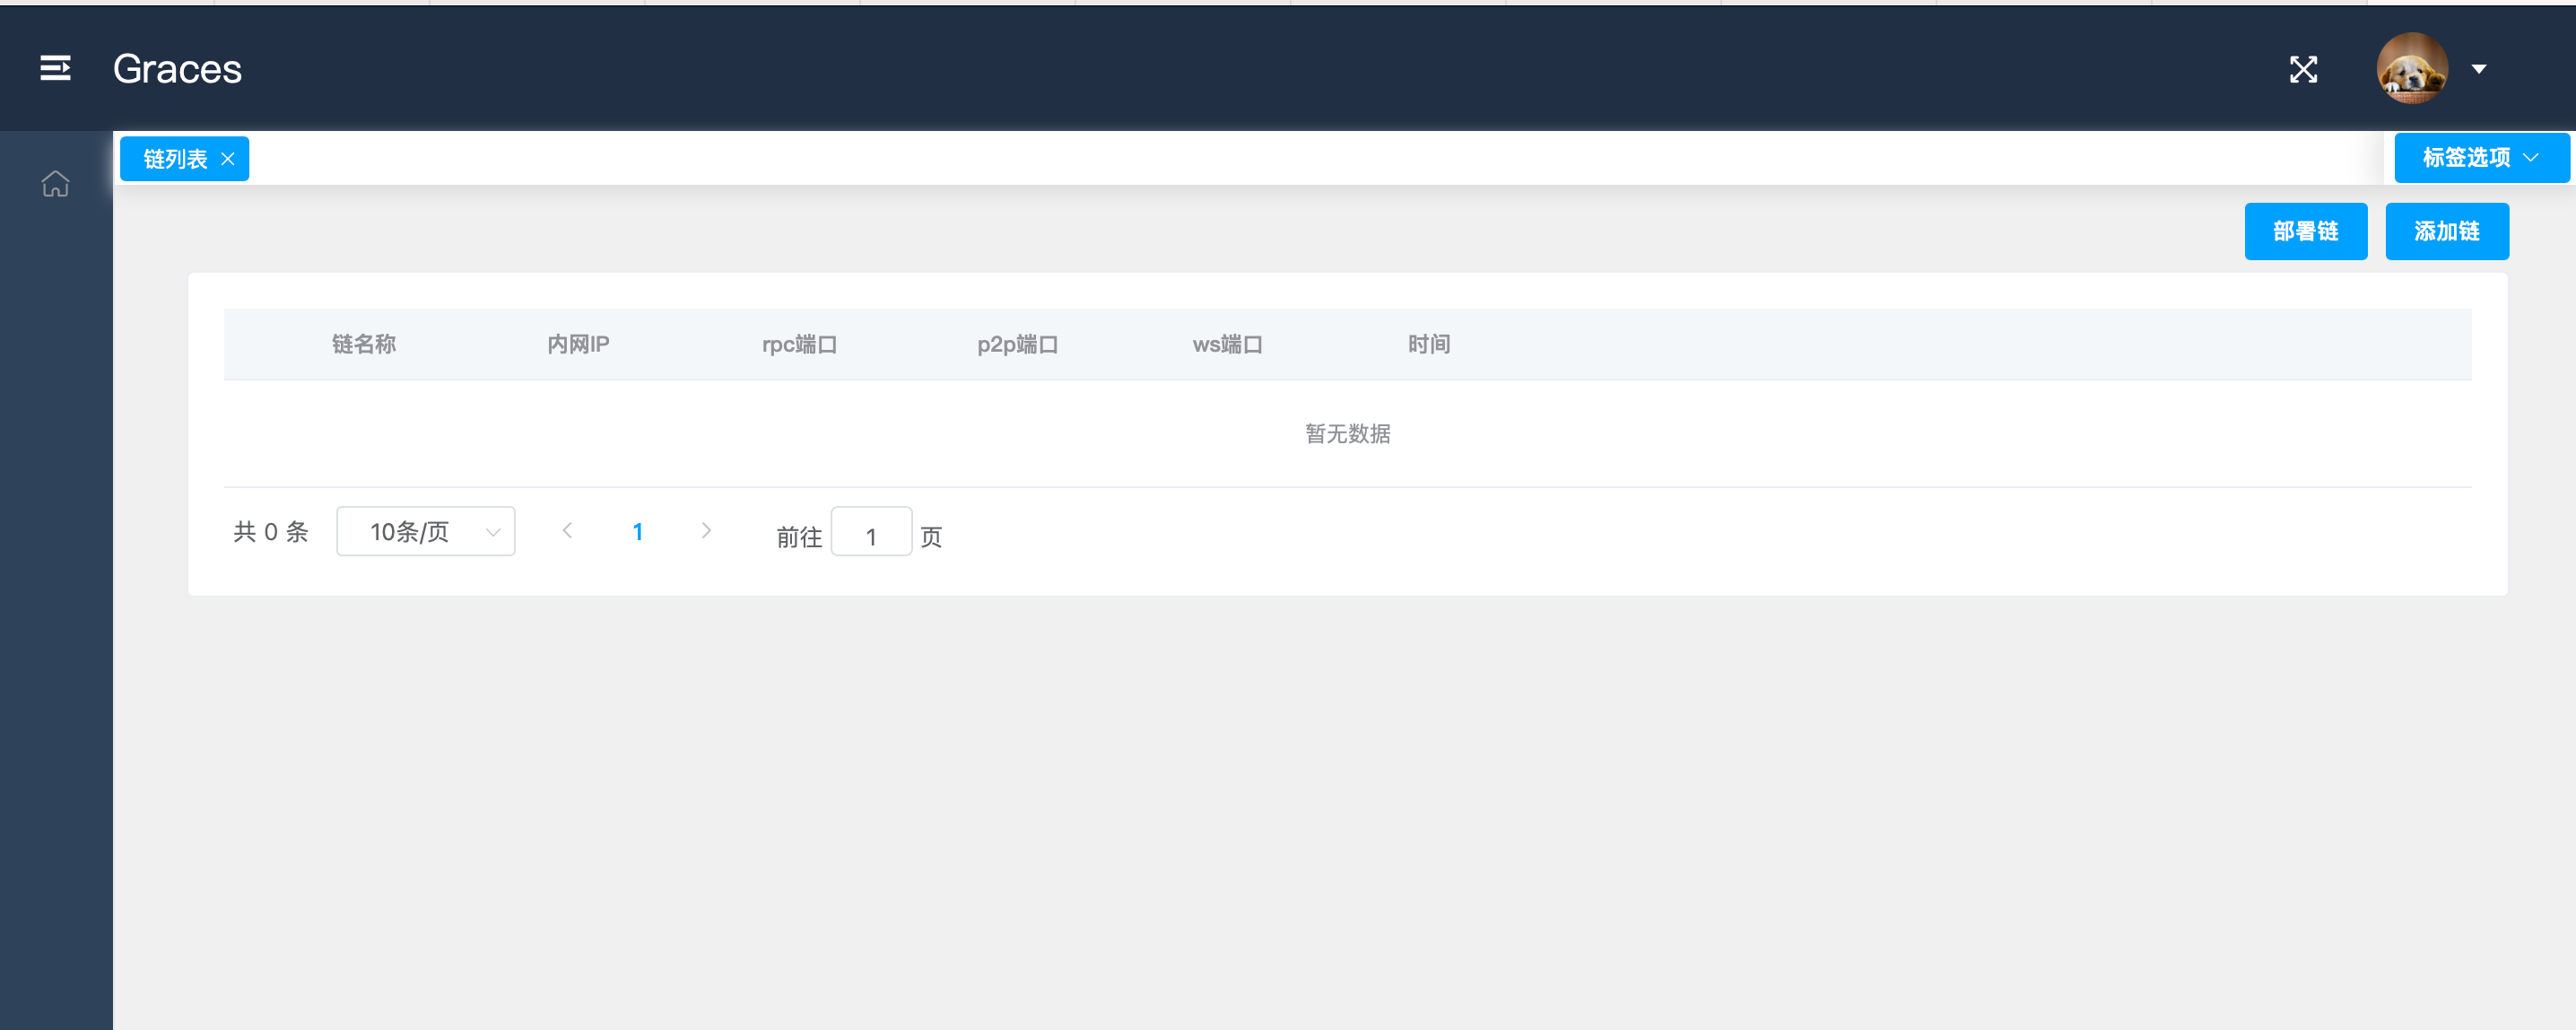 Graces
链列表
标签选项
部署链 添加链
链名称 内网IP rpc端口 p2p端口 ws端口 时间
暂无数据
共 0 条 10条/页 1 前往 1 页